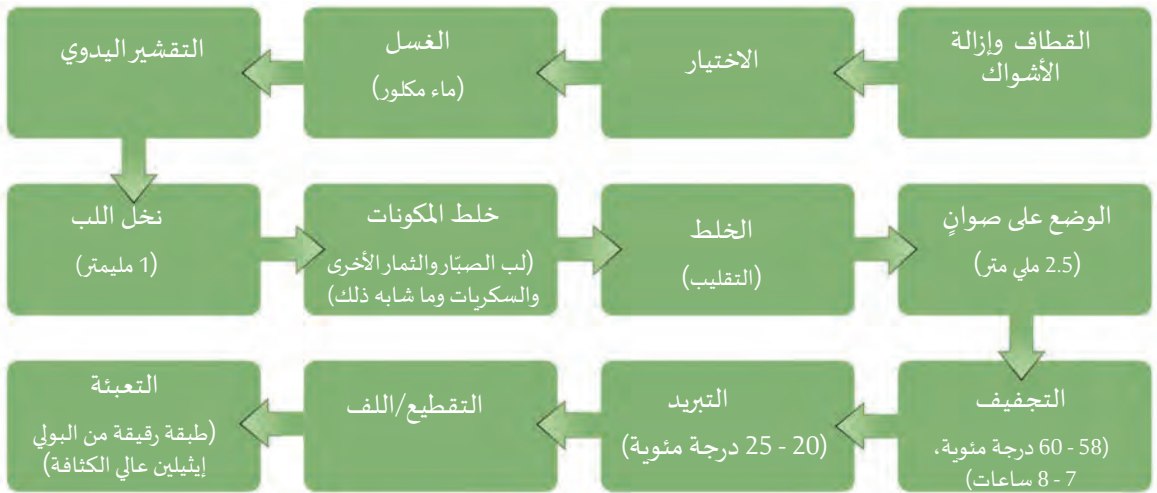 القطاف وإزالة
الأشواك
الاختيار
الغسل
(ماء مكلور)
التقشير اليدوي
نخل اللب
(1 مليمتر)
خلط المكونات
(لب الصبّار والثمار الأخرى
والسكريات وما شابه ذلك)
الخلط
(التقليب)
الوضع على صوانٍ
(2.5 ملي متر)
التجفيف
(58 - 60 درجة مئوية،
7 - 8 ساعات)
التبريد
(20 - 25 درجة مئوية)
التقطيع/اللف
التعبئة
(طبقة رقيقة من البولي
إيثيلين عالي الكثافة)